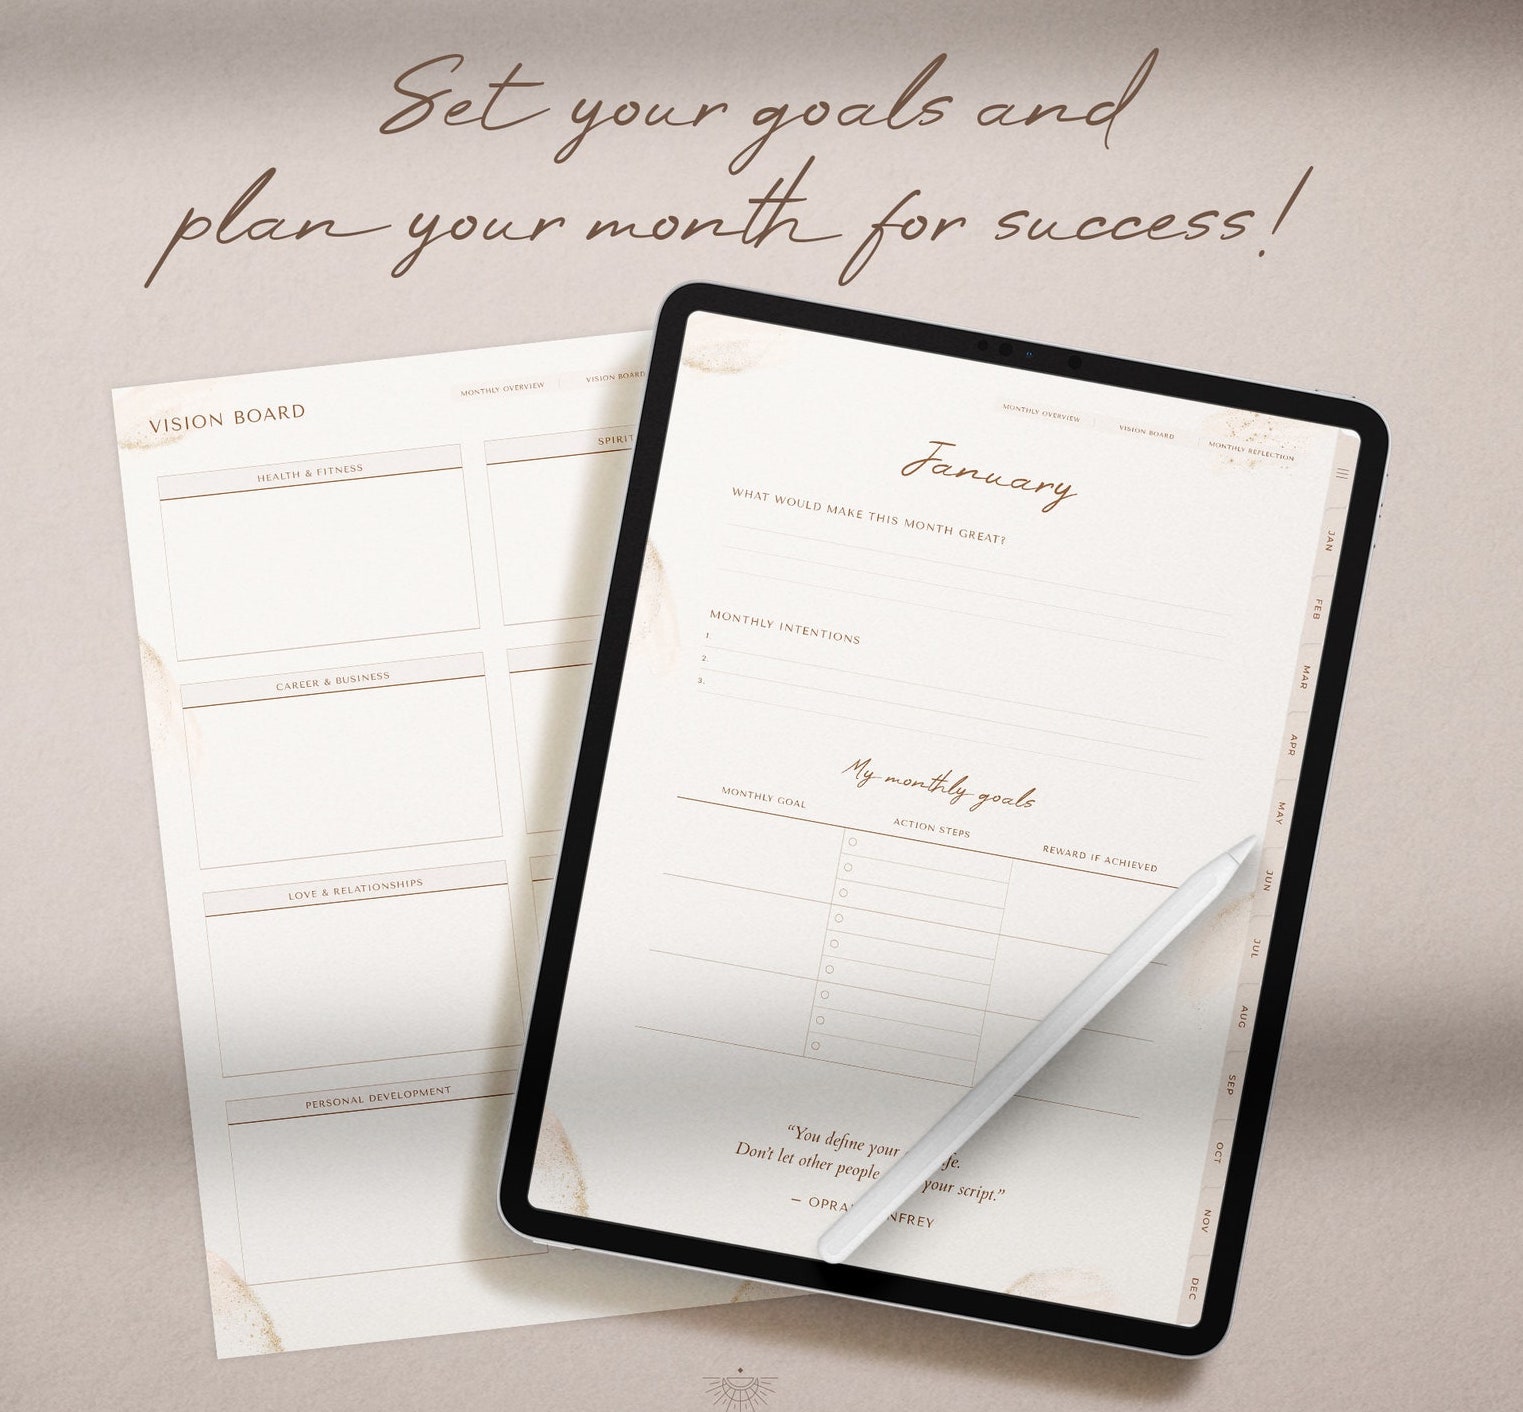 Set your goals and
plan your month for success!
VISION BOARD
MONTHLY OVERVIEW
VISION BOARD
HEALTH & FITNESS
SPIRIT
CAREER & BUSINESS
LOVE & RELATIONSHIPS
PERSONAL DEVELOPMENT
MONTHLY OVERVIEW
VISION BOARD
MONTHLY REFLECTION
January
WHAT WOULD MAKE THIS MONTH GREAT?
MONTHLY INTENTIONS
1.
2.
3.
My monthly goals
MONTHLY GOAL
ACTION STEPS
REWARD IF ACHIEVED
“You define your
Don't let other people your script.”
— OPRA NFREY
JAN
FEB
MAR
APR
MAY
JUN
JUL
AUG
SEP
OCT
NOV
DEC